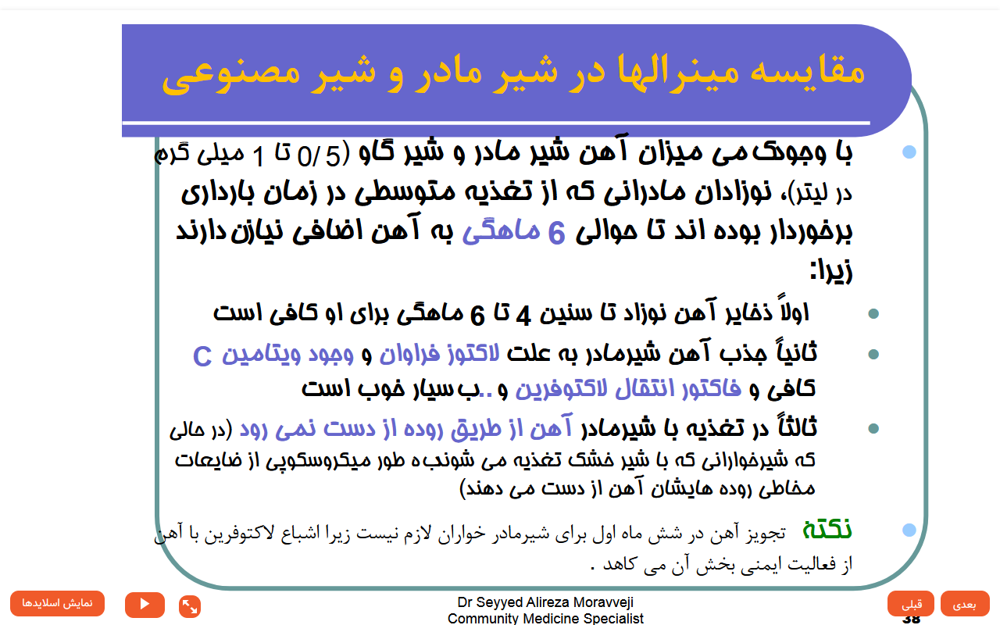 مقایسه مینرالها در شیر مادر و شیر مصنوعی
با وجود کمی میزان آهن شیر مادر و شیر گاو (0/5 تا 1 میلی گرم
در لیتر)، نوزادان مادرانی که از تغذیه متوسطی در زمان بارداری
برخوردار بوده اند تا حوالی 6 ماهگی به آهن اضافی نیاز ندارند
زیرا:
اولاً ذخایر آهن نوزاد تا سنین 4 تا 6 ماهگی برای او کافی است
ثانیاً جذب آهن شیرمادر به علت لاکتوز فراوان و وجود ویتامین C
کافی و فاکتور انتقال لاکتوفرین و .. بسیار خوب است
ثالثاً در تغذیه با شیرمادر آهن از طریق روده از دست نمی رود (در حالی
که شیرخوارانی که با شیر خشک تغذیه می شوند به طور میکروسکوپی از ضایعات
مخاطی روده هایشان آهن از دست می دهند)
نکته تجویز آهن در شش ماه اول برای شیرمادر خواران لازم نیست زیرا اشباع لاکتوفرین با آهن
از فعالیت ایمنی بخش آن می کاهد .
Dr Seyyed Alireza Moravveji
Community Medicine Specialist
38
بعدی
قبلی
نمایش اسلایدها